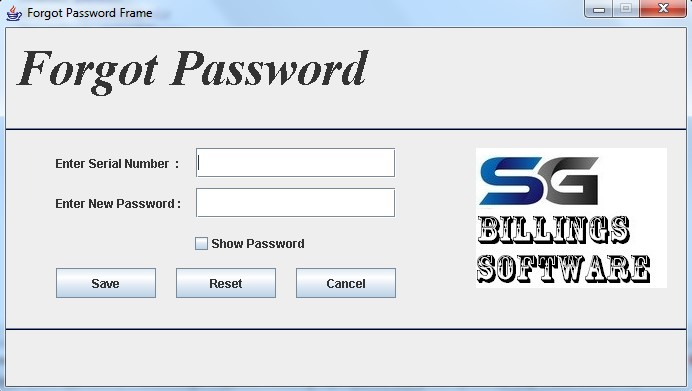 Forgot Password Frame
Forgot Password
Enter Serial Number :
Enter New Password :
Show Password
Save Reset Cancel
SG
BILLINGS
SOFTWARE